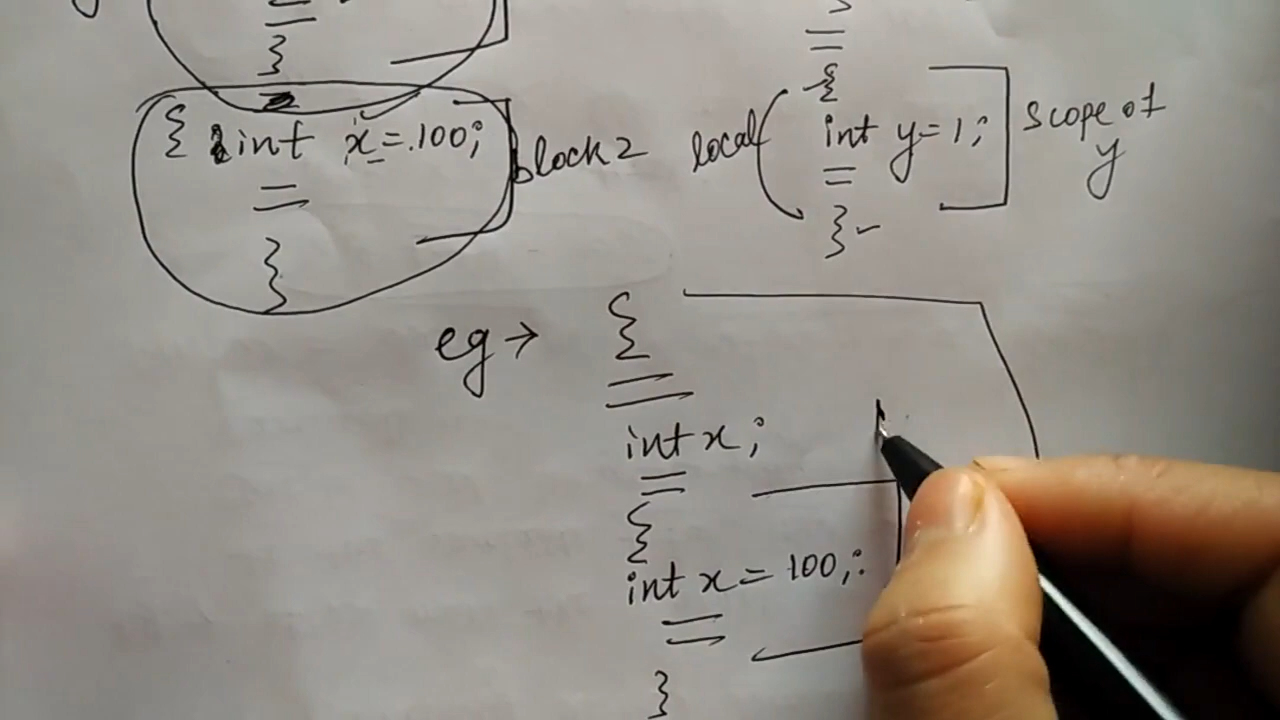 }
{ int x = 100;
=
}
block 2
=
{
int y = 1;
=
}
local
scope of
y
eg → {
=
int x;
=
{
int x = 100;
=
}